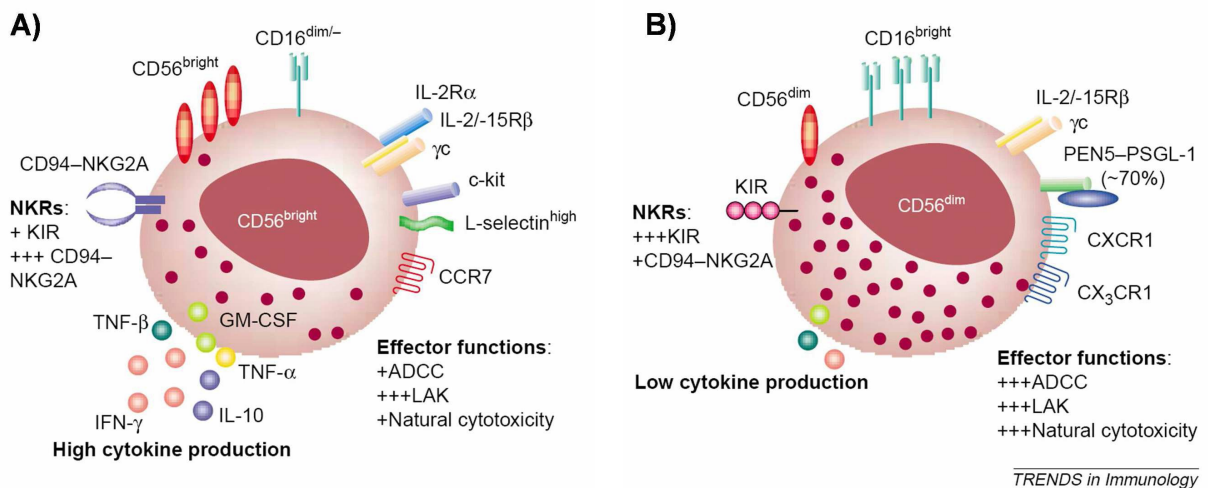 A)
CD16dim/–
CD56bright
IL-2Rα
IL-2/-15Rβ
γc
CD94–NKG2A
c-kit
NKRs:
+ KIR
+++ CD94–
NKG2A
CD56bright
L-selectinhigh
CCR7
TNF-β
GM-CSF
TNF-α
IFN-γ
IL-10
Effector functions:
+ADCC
+++LAK
+Natural cytotoxicity
High cytokine production
B)
CD16bright
CD56dim
IL-2/-15Rβ
γc
PEN5–PSGL-1
(~70%)
KIR
CD56dim
NKRs:
+++KIR
+CD94–NKG2A
CXCR1
CX3CR1
Low cytokine production
Effector functions:
+++ADCC
+++LAK
+++Natural cytotoxicity
TRENDS in Immunology